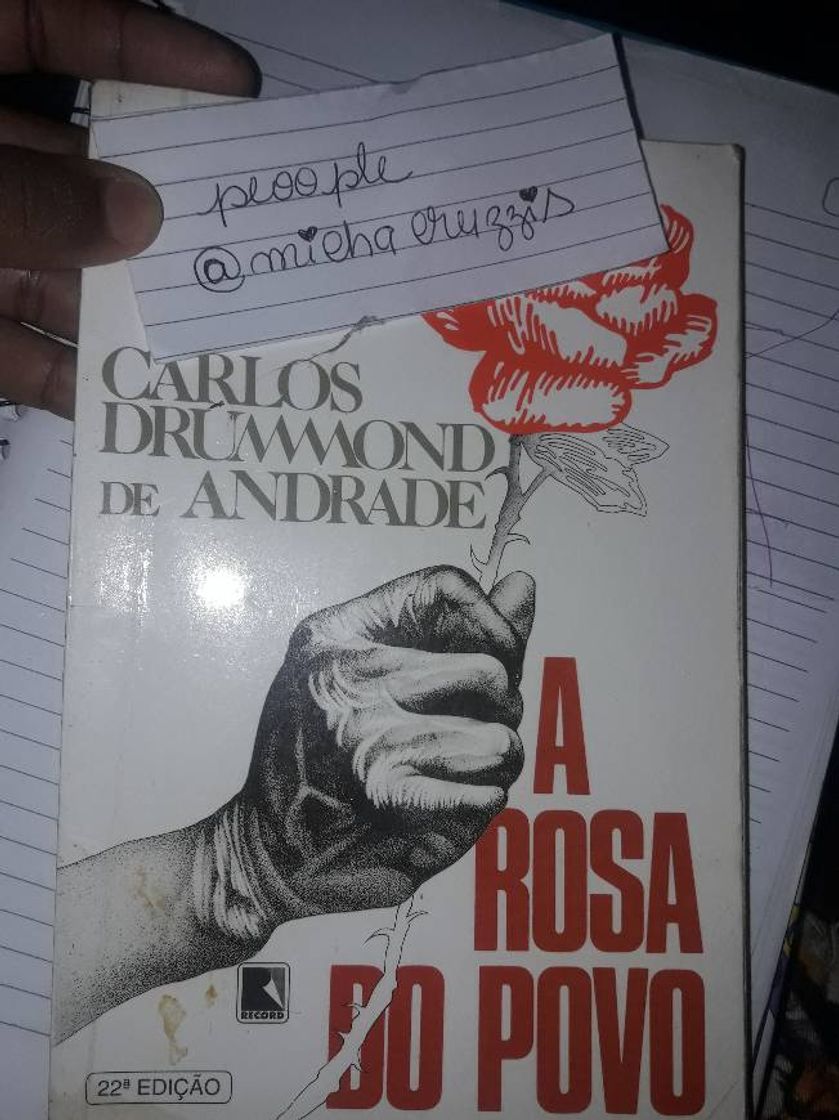 peoople
@micha cruzzis
CARLOS
DRUMMOND
DE ANDRADE
A
ROSA
DO POVO
RECORD
22ª EDIÇÃO